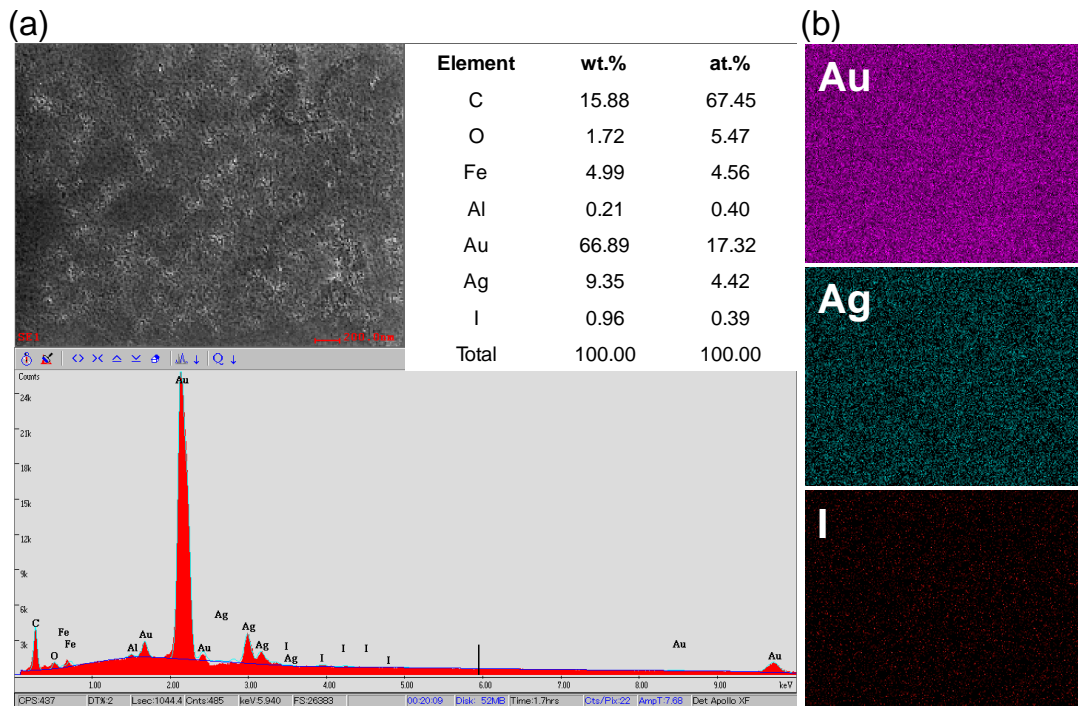 (a)
(b)
Element wt.% at.%
C 15.88 67.45
O 1.72 5.47
Fe 4.99 4.56
Al 0.21 0.40
Au 66.89 17.32
Ag 9.35 4.42
I 0.96 0.39
Total 100.00 100.00
Au
Ag
I
Q
Counts
24k
21k
18k
15k
12k
9k
6k
3k
C
O
Fe
Fe
Al
Au
Au
Au
Ag
Ag
Ag
I
Ag
I
I
I
I
Au
Au
1.00 2.00 3.00 4.00 5.00 6.00 7.00 8.00 9.00 keV
CPS:437 DT%:2 Lsec:1044.4 Cnts:485 keV:5.940 FS:26383 00:20:09 Disk: 52MB Time:1.7hrs Cts/Pix:22 AmpT:7.68 Det Apollo XF